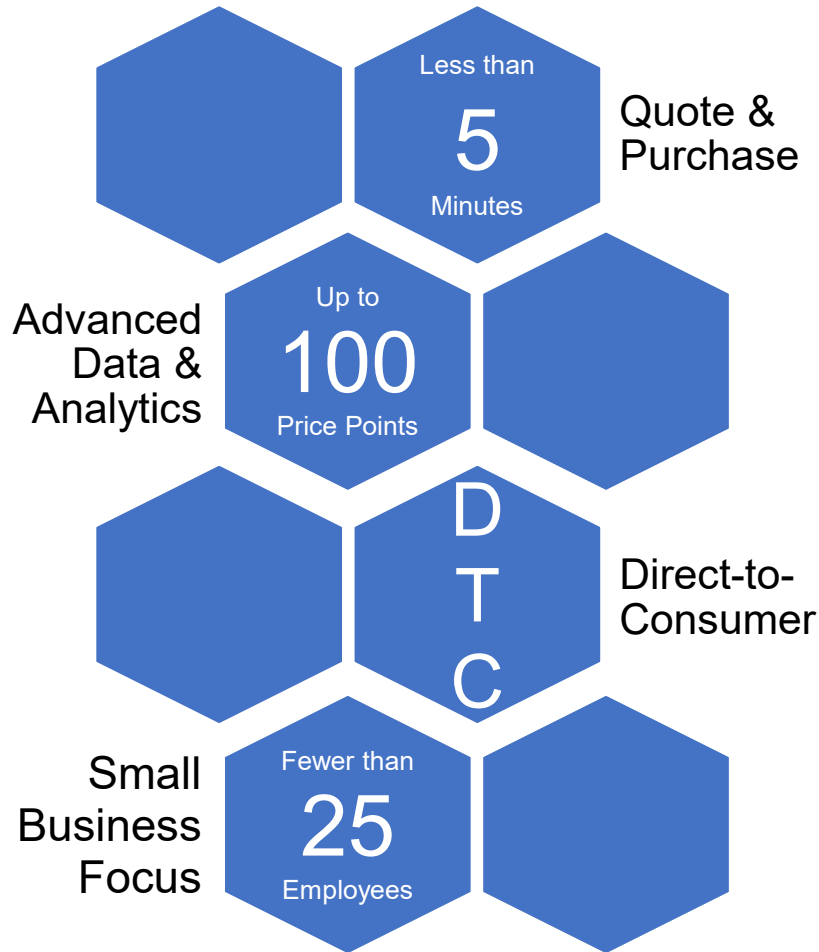 Less than
5
Minutes
Quote &
Purchase
Advanced
Data &
Analytics
Up to
100
Price Points
D
T
C
Direct-to-
Consumer
Small
Business
Focus
Fewer than
25
Employees